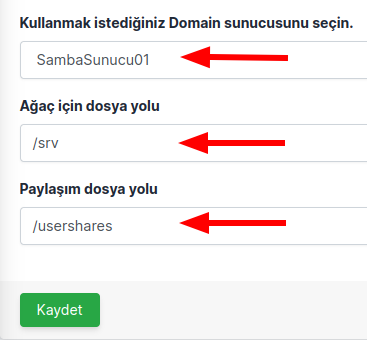 Kullanmak istediğiniz Domain sunucusunu seçin.
SambaSunucu01
Ağaç için dosya yolu
/srv
Paylaşım dosya yolu
/usershares
Kaydet